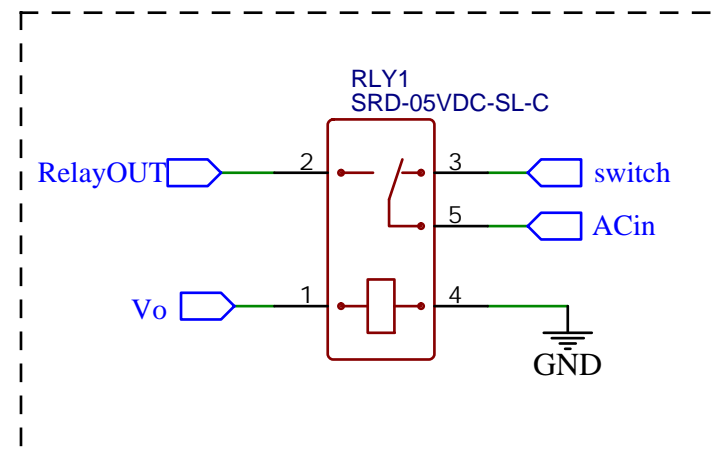 RLY1
SRD-05VDC-SL-C
RelayOUT 2 3 switch
5 ACin
Vo 1 4
GND